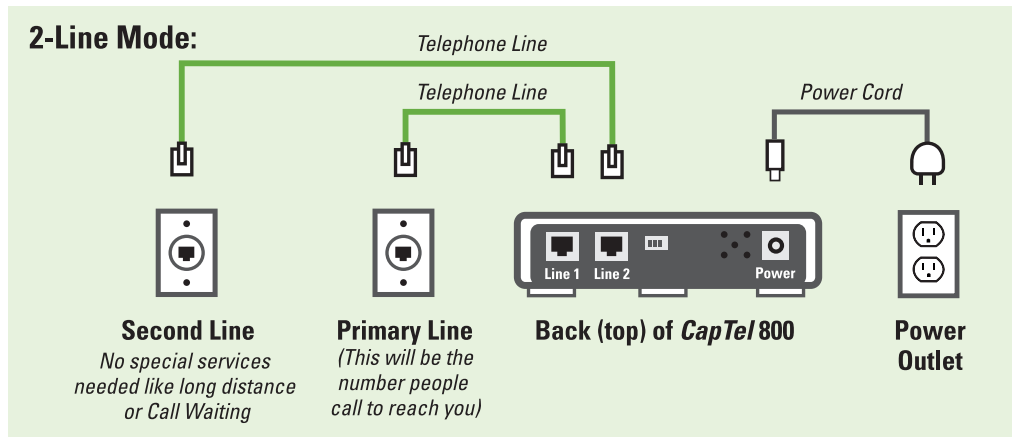 2-Line Mode:
Telephone Line
Telephone Line
Power Cord
Line 1
Line 2
Power
Second Line
No special services
needed like long distance
or Call Waiting
Primary Line
(This will be the
number people
call to reach you)
Back (top) of CapTel 800
Power
Outlet